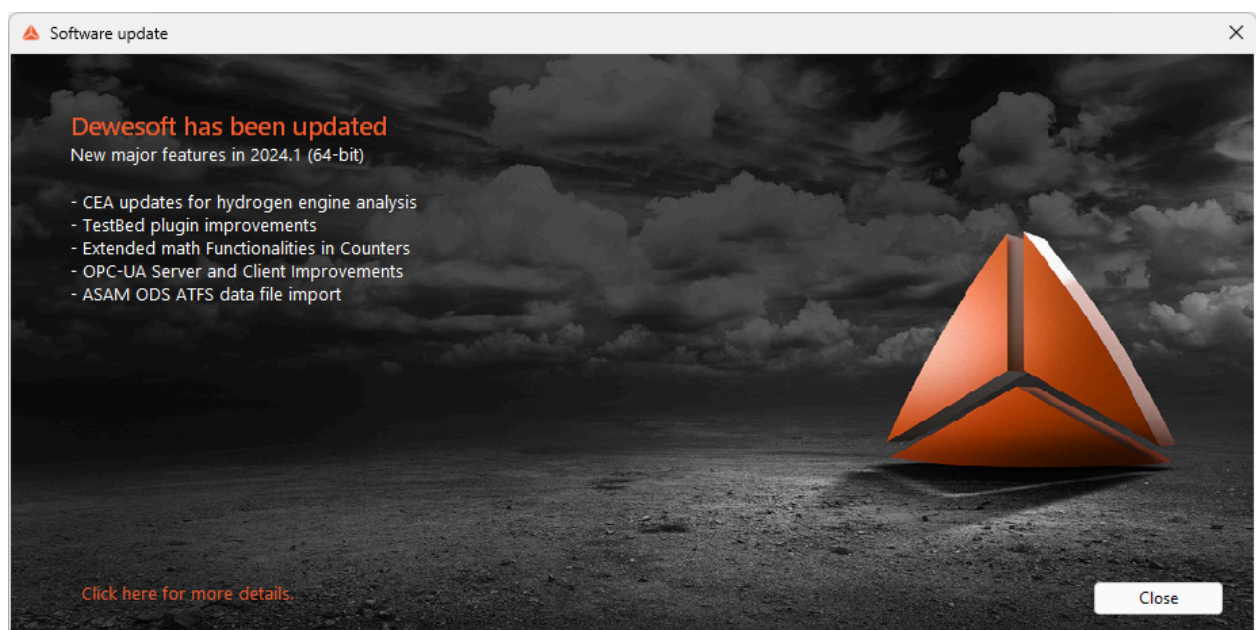 Software update
Dewesoft has been updated
New major features in 2024.1 (64-bit)
- CEA updates for hydrogen engine analysis
- TestBed plugin improvements
- Extended math Functionalities in Counters
- OPC-UA Server and Client Improvements
- ASAM ODS ATFS data file import
Click here for more details.
Close